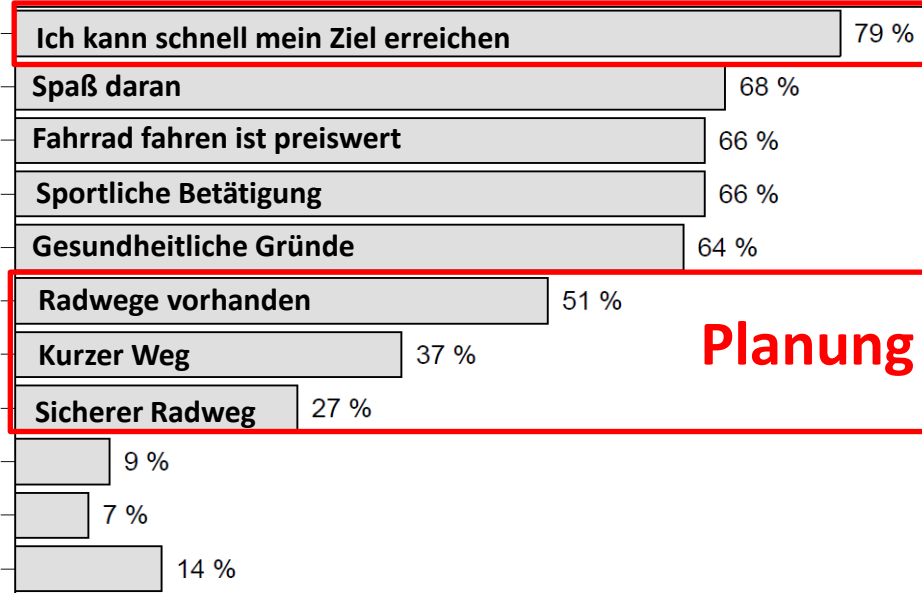 Ich kann schnell mein Ziel erreichen 79 %
Spaß daran 68 %
Fahrrad fahren ist preiswert 66 %
Sportliche Betätigung 66 %
Gesundheitliche Gründe 64 %
Radwege vorhanden 51 %
Kurzer Weg 37 %
Planung
Sicherer Radweg 27 %
9 %
7 %
14 %